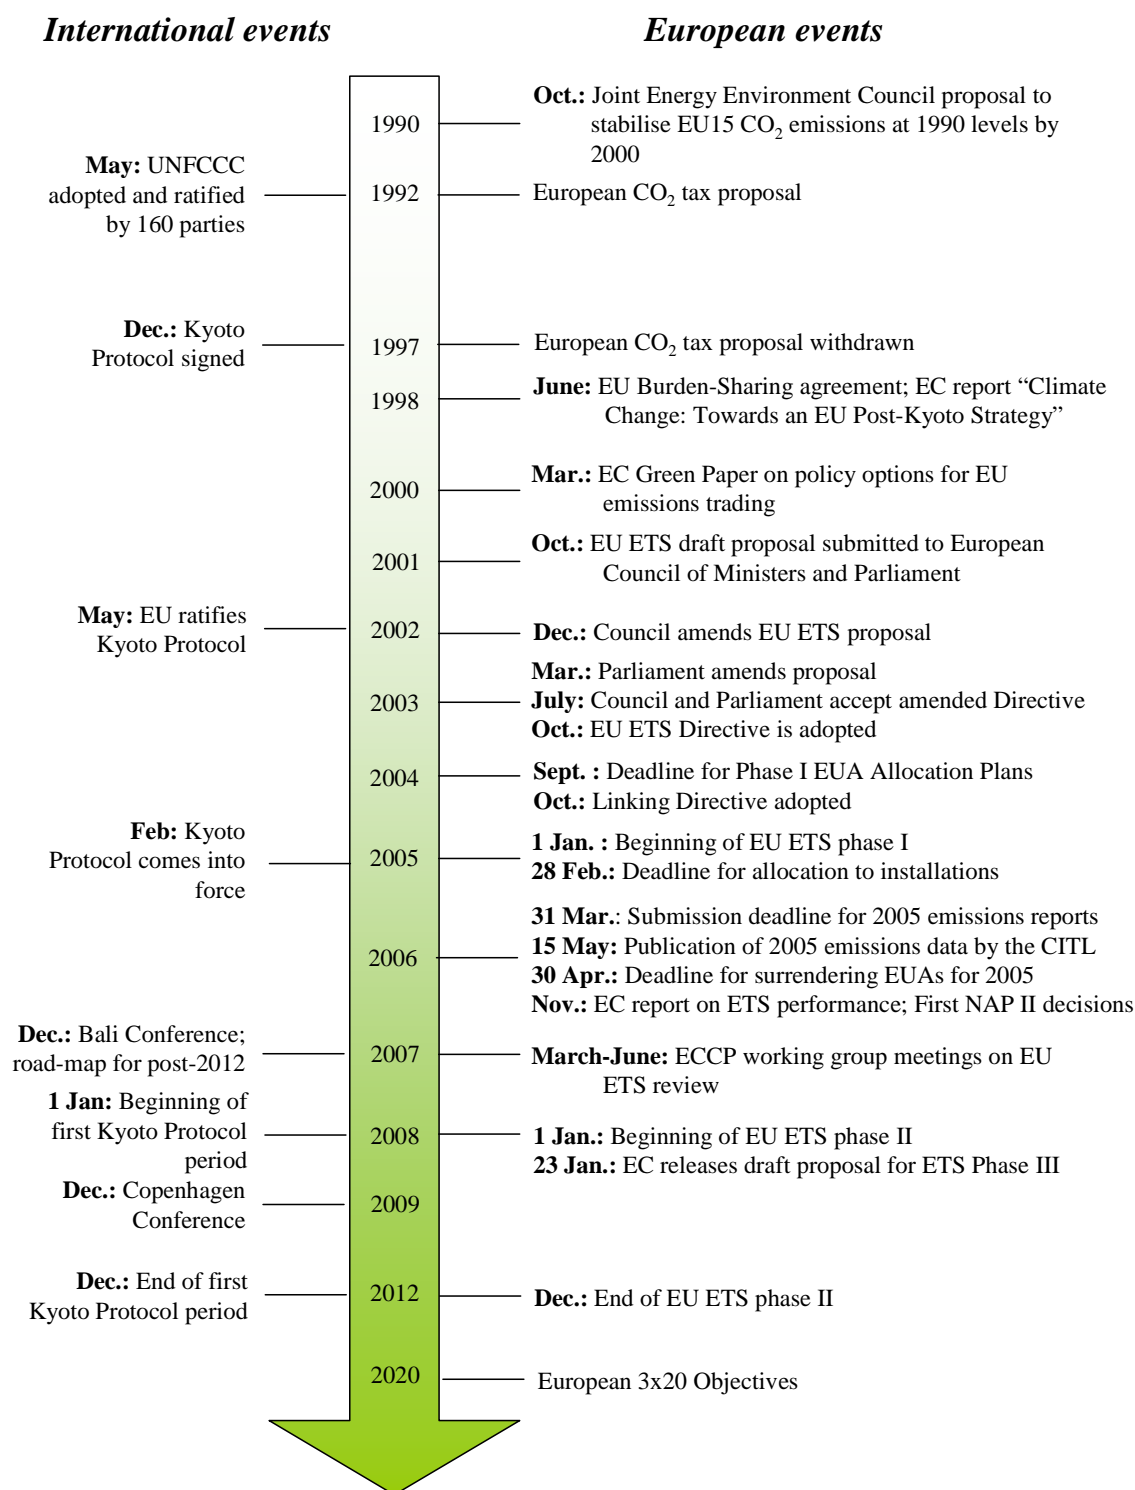 International events
European events
1990
Oct.: Joint Energy Environment Council proposal to
stabilise EU15 CO₂ emissions at 1990 levels by
2000
May: UNFCCC
adopted and ratified
by 160 parties
1992
European CO₂ tax proposal
Dec.: Kyoto
Protocol signed
1997
European CO₂ tax proposal withdrawn
1998
June: EU Burden-Sharing agreement; EC report “Climate
Change: Towards an EU Post-Kyoto Strategy”
2000
Mar.: EC Green Paper on policy options for EU
emissions trading
2001
Oct.: EU ETS draft proposal submitted to European
Council of Ministers and Parliament
May: EU ratifies
Kyoto Protocol
2002
Dec.: Council amends EU ETS proposal
2003
Mar.: Parliament amends proposal
July: Council and Parliament accept amended Directive
Oct.: EU ETS Directive is adopted
2004
Sept. : Deadline for Phase I EUA Allocation Plans
Oct.: Linking Directive adopted
Feb: Kyoto
Protocol comes into
force
2005
1 Jan. : Beginning of EU ETS phase I
28 Feb.: Deadline for allocation to installations
2006
31 Mar.: Submission deadline for 2005 emissions reports
15 May: Publication of 2005 emissions data by the CITL
30 Apr.: Deadline for surrendering EUAs for 2005
Nov.: EC report on ETS performance; First NAP II decisions
Dec.: Bali Conference;
road-map for post-2012
2007
March-June: ECCP working group meetings on EU
ETS review
1 Jan: Beginning of
first Kyoto Protocol
period
2008
1 Jan.: Beginning of EU ETS phase II
23 Jan.: EC releases draft proposal for ETS Phase III
Dec.: Copenhagen
Conference
2009
Dec.: End of first
Kyoto Protocol period
2012
Dec.: End of EU ETS phase II
2020
European 3x20 Objectives